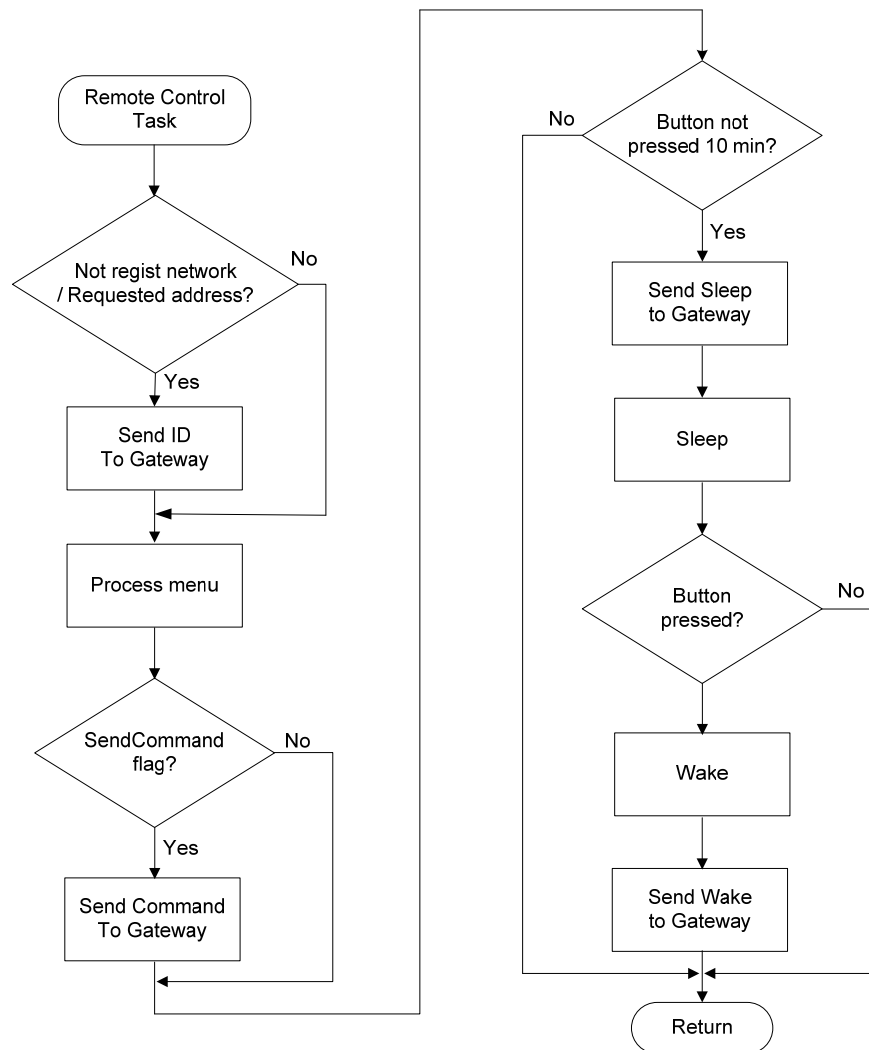 Remote Control
Task
Not regist network
/ Requested address?
No
Yes
Send ID
To Gateway
Process menu
SendCommand
flag?
No
Yes
Send Command
To Gateway
Button not
pressed 10 min?
No
Yes
Send Sleep
to Gateway
Sleep
Button
pressed?
No
Wake
Send Wake
to Gateway
Return